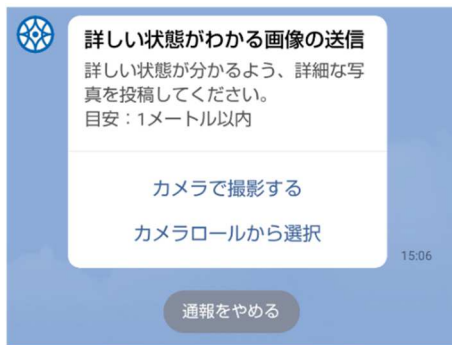 詳しい状態がわかる画像の送信
詳しい状態が分かるよう、詳細な写
真を投稿してください。
目安：1メートル以内
カメラで撮影する
カメラロールから選択
15:06
通報をやめる